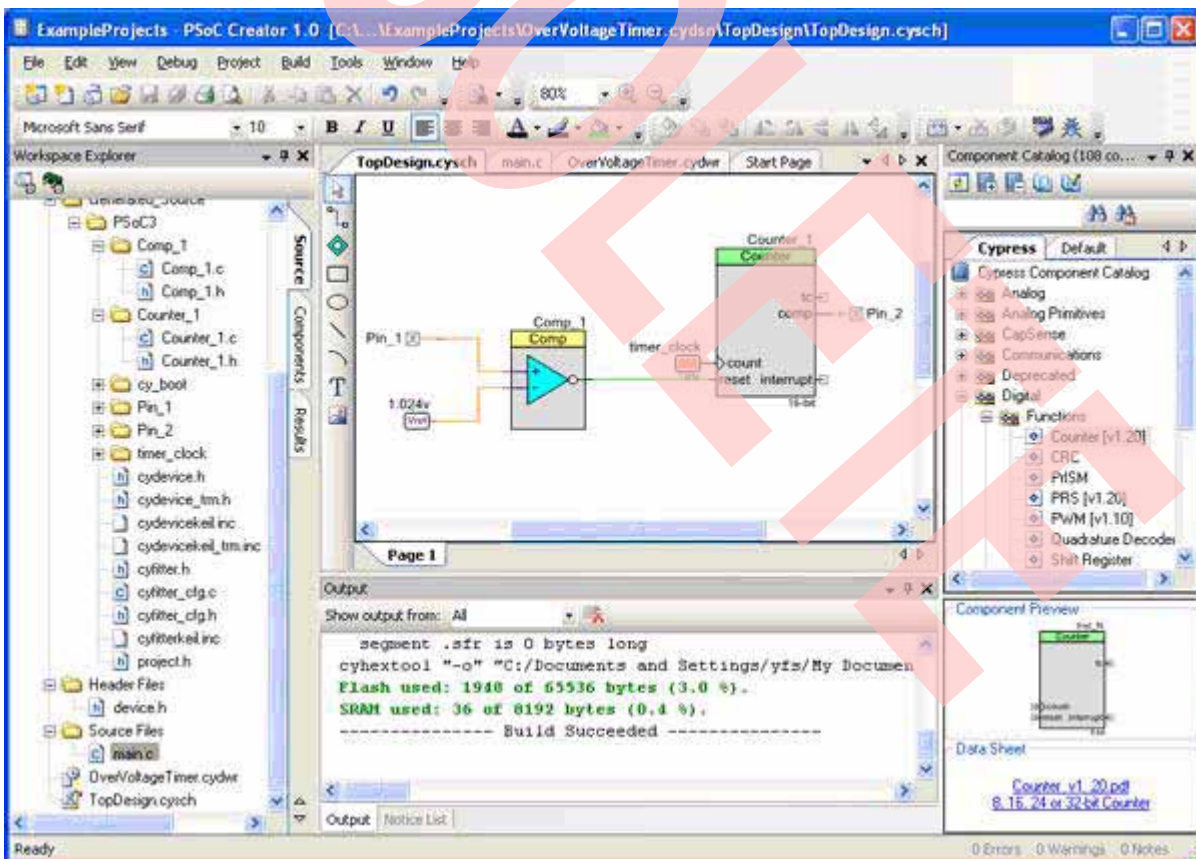 ExampleProjects - PSoC Creator 1.0 [C:\...\ExampleProjects\OverVoltageTimer.cydsn\TopDesign\TopDesign.cysch]
File Edit View Debug Project Build Tools Window Help
80%
Microsoft Sans Serif 10 B I U A
Workspace Explorer
Generated_Source
PSoC3
Comp_1
Comp_1.c
Comp_1.h
Counter_1
Counter_1.c
Counter_1.h
cy_boot
Pin_1
Pin_2
timer_clock
cydevice.h
cydevice_trm.h
cydevicekeil.inc
cydevicekeil_trm.inc
cyfitter.h
cyfitter_cfg.c
cyfitter_cfg.h
cyfitterkeil.inc
project.h
Header Files
device.h
Source Files
main.c
OverVoltageTimer.cydwr
TopDesign.cysch
Source
Components
Results
TopDesign.cysch main.c OverVoltageTimer.cydwr Start Page
T
Counter_1
Counter
tc
comp Pin_2
Comp_1
Comp
Pin_1
timer_clock
count
reset interrupt
16-bit
1.024v
Vref
Page 1
Output
Show output from: All
segment .sfr is 0 bytes long
cyhextool "-o" "C:/Documents and Settings/yfs/My Documen
Flash used: 1948 of 65536 bytes (3.0 %).
SRAM used: 36 of 8192 bytes (0.4 %).
--------------- Build Succeeded ---------------
Output Notice List
Component Catalog (108 co...
Cypress Default
Cypress Component Catalog
Analog
Analog Primitives
CapSense
Communications
Deprecated
Digital
Functions
Counter [v1.20]
CRC
PrISM
PRS [v1.20]
PWM [v1.10]
Quadrature Decoder
Shift Register
Component Preview
Counter
Data Sheet
Counter_v1_20.pdf
8, 16, 24 or 32-bit Counter
Ready
0 Errors 0 Warnings 0 Notes